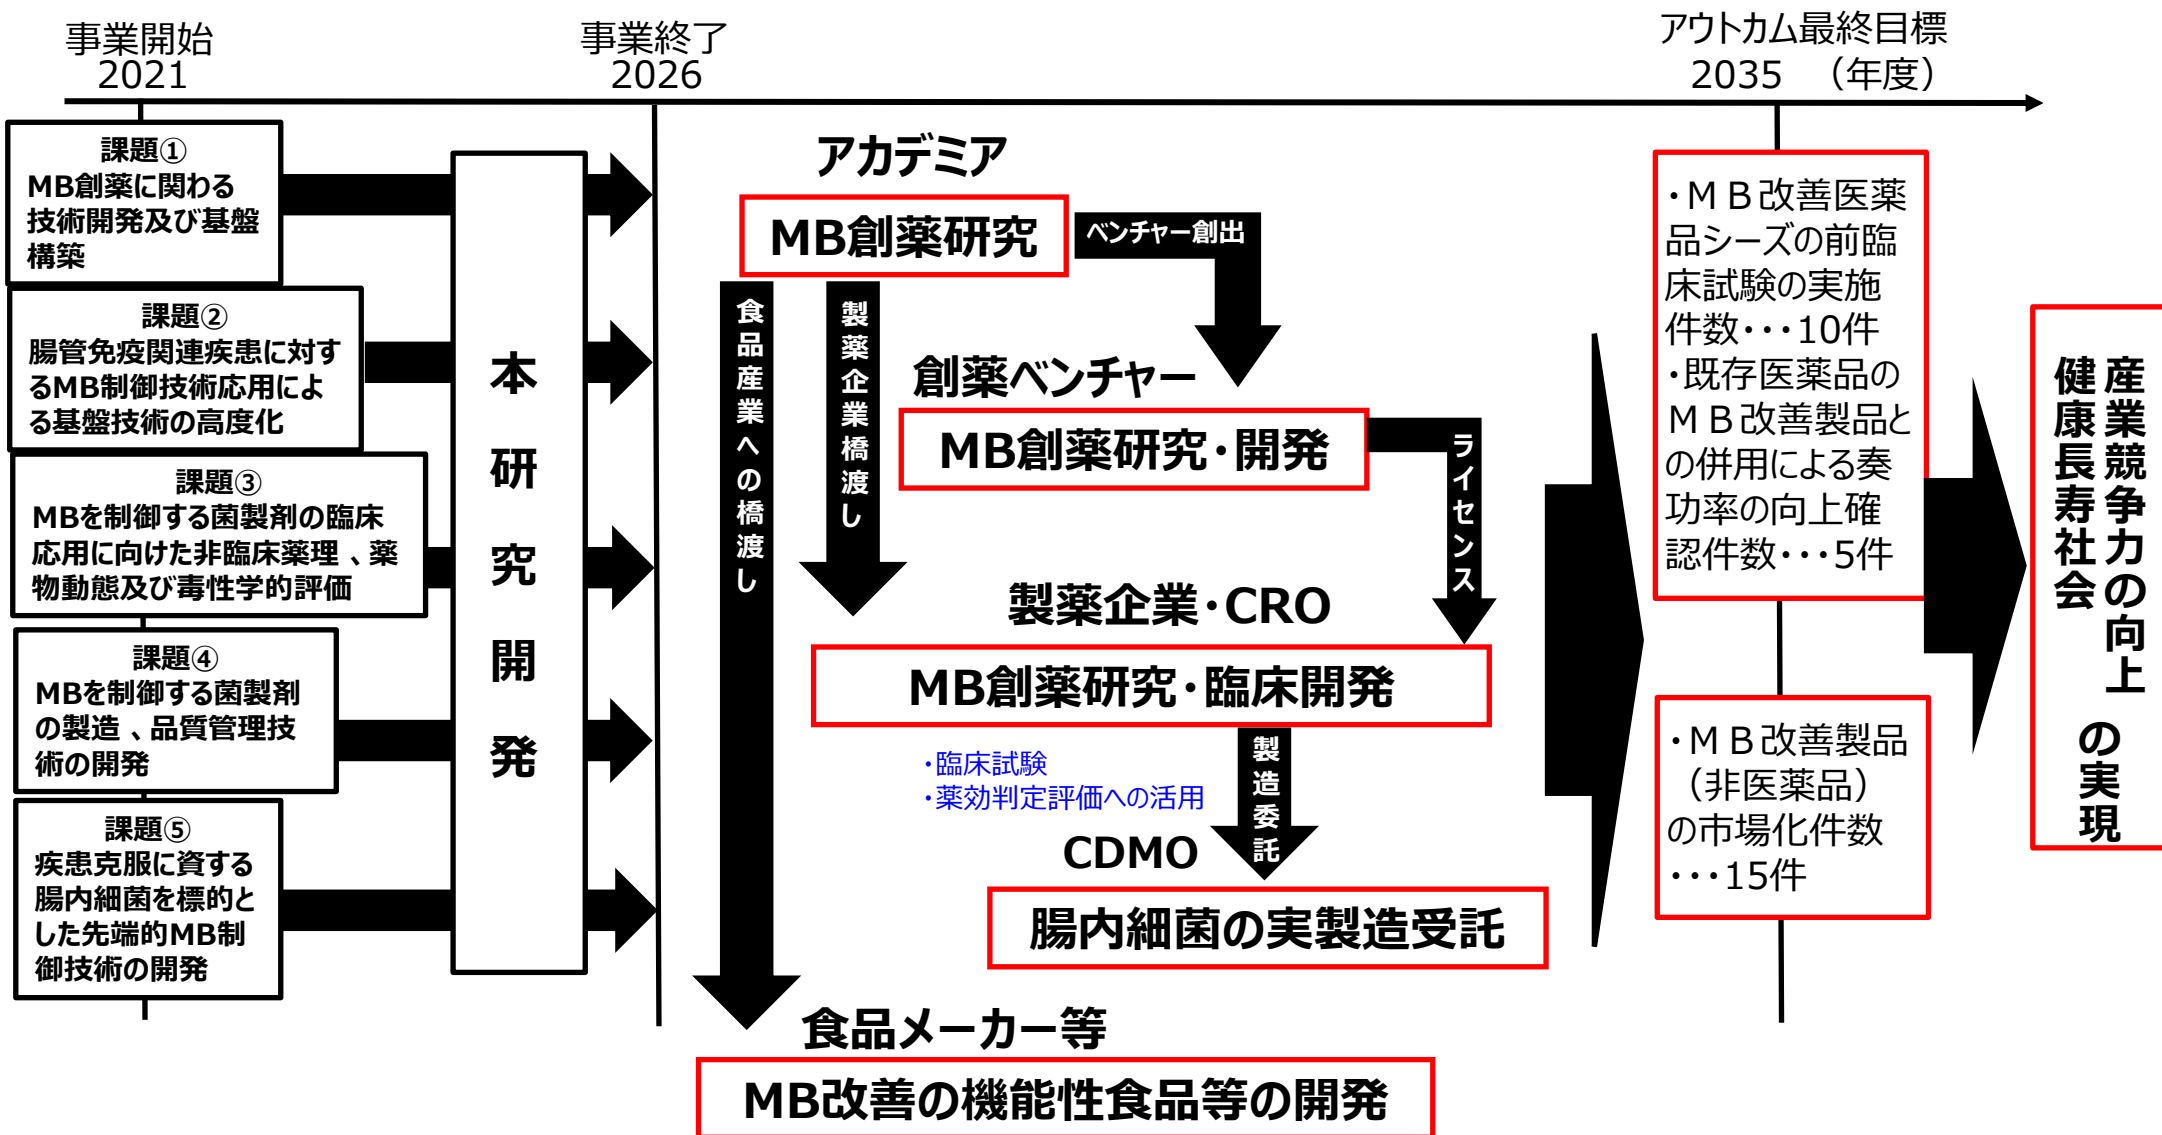 事業開始
2021
事業終了
2026
アウトカム最終目標
2035 （年度）
課題①
MB創薬に関わる
技術開発及び基盤
構築
課題②
腸管免疫関連疾患に対す
るMB制御技術応用によ
る基盤技術の高度化
課題③
MBを制御する菌製剤の臨床
応用に向けた非臨床薬理 、薬
物動態及び毒性学的評価
課題④
MBを制御する菌製剤
の製造 、品質管理技
術の開発
課題⑤
疾患克服に資する
腸内細菌を標的と
した先端的MB制
御技術の開発
本研究開発
アカデミア
MB創薬研究
ベンチャー創出
食品産業への橋渡し
製薬企業橋渡し
創薬ベンチャー
MB創薬研究・開発
ライセンス
製薬企業・CRO
MB創薬研究・臨床開発
・臨床試験
・薬効判定評価への活用
製造委託
CDMO
腸内細菌の実製造受託
食品メーカー等
MB改善の機能性食品等の開発
・ＭＢ改善医薬
品シーズの前臨
床試験の実施
件数・・・10件
・既存医薬品の
ＭＢ改善製品と
の併用による奏
功率の向上確
認件数・・・5件
・ＭＢ改善製品
（非医薬品）
の市場化件数
・・・15件
産業競争力の向上
健康長寿社会
の実現